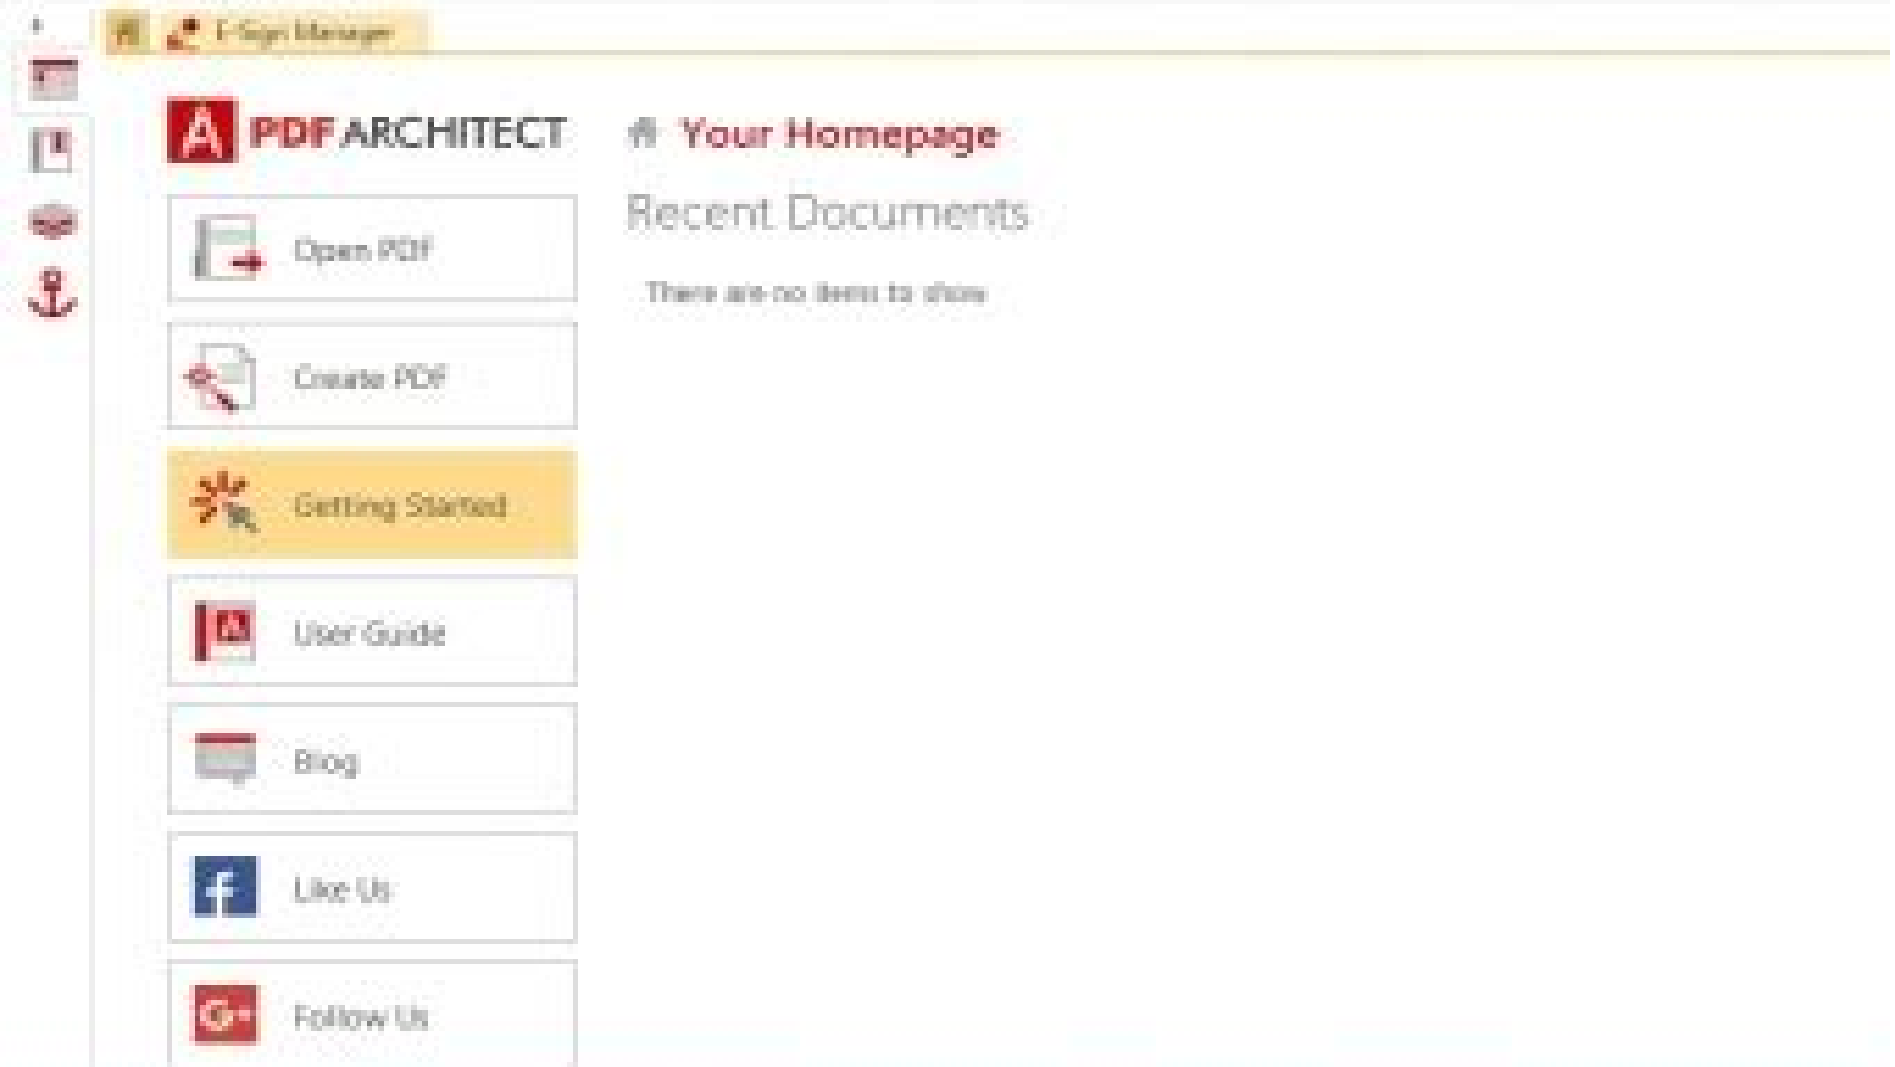 E-Sign Manager
PDF ARCHITECT
Your Homepage
Recent Documents
There are no items to show
Open PDF
Create PDF
Getting Started
User Guide
Blog
Like Us
Follow Us